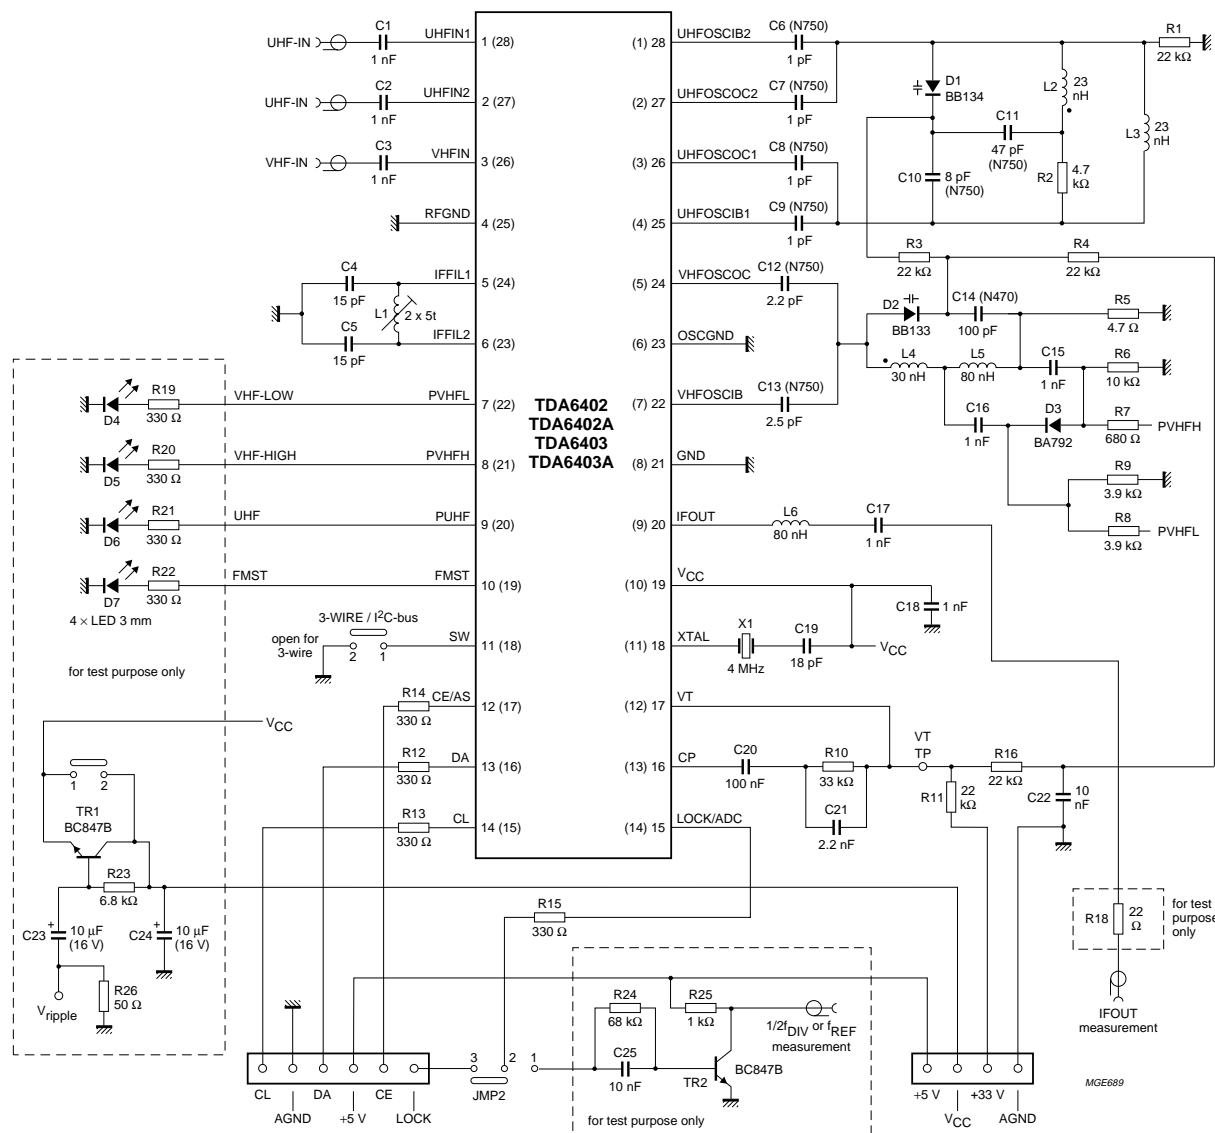 UHF-IN
C1
1 nF
UHFIN1
1 (28)
UHF-IN
C2
1 nF
UHFIN2
2 (27)
VHF-IN
C3
1 nF
VHFIN
3 (26)
RFGND
4 (25)
C4
15 pF
IFFIL1
5 (24)
L1
2 x 5t
C5
15 pF
IFFIL2
6 (23)
D4
R19
330 Ω
VHF-LOW
PVHFL
7 (22)
D5
R20
330 Ω
VHF-HIGH
PVHFH
8 (21)
D6
R21
330 Ω
UHF
PUHF
9 (20)
D7
R22
330 Ω
FMST
FMST
10 (19)
4 × LED 3 mm
for test purpose only
3-WIRE / I²C-bus
open for
3-wire
2 1
SW
11 (18)
R14
330 Ω
CE/AS
12 (17)
R12
330 Ω
DA
13 (16)
R13
330 Ω
CL
14 (15)
TDA6402
TDA6402A
TDA6403
TDA6403A
(1) 28
UHFOSCIB2
C6 (N750)
1 pF
(2) 27
UHFOSCOC2
C7 (N750)
1 pF
(3) 26
UHFOSCOC1
C8 (N750)
1 pF
(4) 25
UHFOSCIB1
C9 (N750)
1 pF
(5) 24
VHFOSCOC
C12 (N750)
2.2 pF
(6) 23
OSCGND
(7) 22
VHFOSCIB
C13 (N750)
2.5 pF
(8) 21
GND
(9) 20
IFOUT
L6
80 nH
C17
1 nF
(10) 19
VCC
C18
1 nF
(11) 18
XTAL
X1
4 MHz
C19
18 pF
VCC
(12) 17
VT
(13) 16
CP
C20
100 nF
R10
33 kΩ
C21
2.2 nF
VT
TP
R16
22 kΩ
R11
22
kΩ
C22
10
nF
(14) 15
LOCK/ADC
R1
22 kΩ
D1
BB134
L2
23
nH
L3
23
nH
C11
47 pF
(N750)
C10
8 pF
(N750)
R2
4.7
kΩ
R3
22 kΩ
R4
22 kΩ
D2
BB133
C14 (N470)
100 pF
R5
4.7 Ω
L4
30 nH
L5
80 nH
C15
1 nF
R6
10 kΩ
C16
1 nF
D3
BA792
R7
680 Ω
PVHFH
R9
3.9 kΩ
R8
3.9 kΩ
PVHFL
VCC
1 2
TR1
BC847B
R23
6.8 kΩ
C23
+
10 µF
(16 V)
C24
+
10 µF
(16 V)
Vripple
R26
50 Ω
R15
330 Ω
R24
68 kΩ
C25
10 nF
R25
1 kΩ
TR2
BC847B
1/2fDIV or fREF
measurement
for test purpose only
3 2 1
JMP2
CL
AGND
DA
+5 V
CE
LOCK
R18
22
Ω
for test
purpose
only
IFOUT
measurement
+5 V
VCC
+33 V
AGND
MGE689